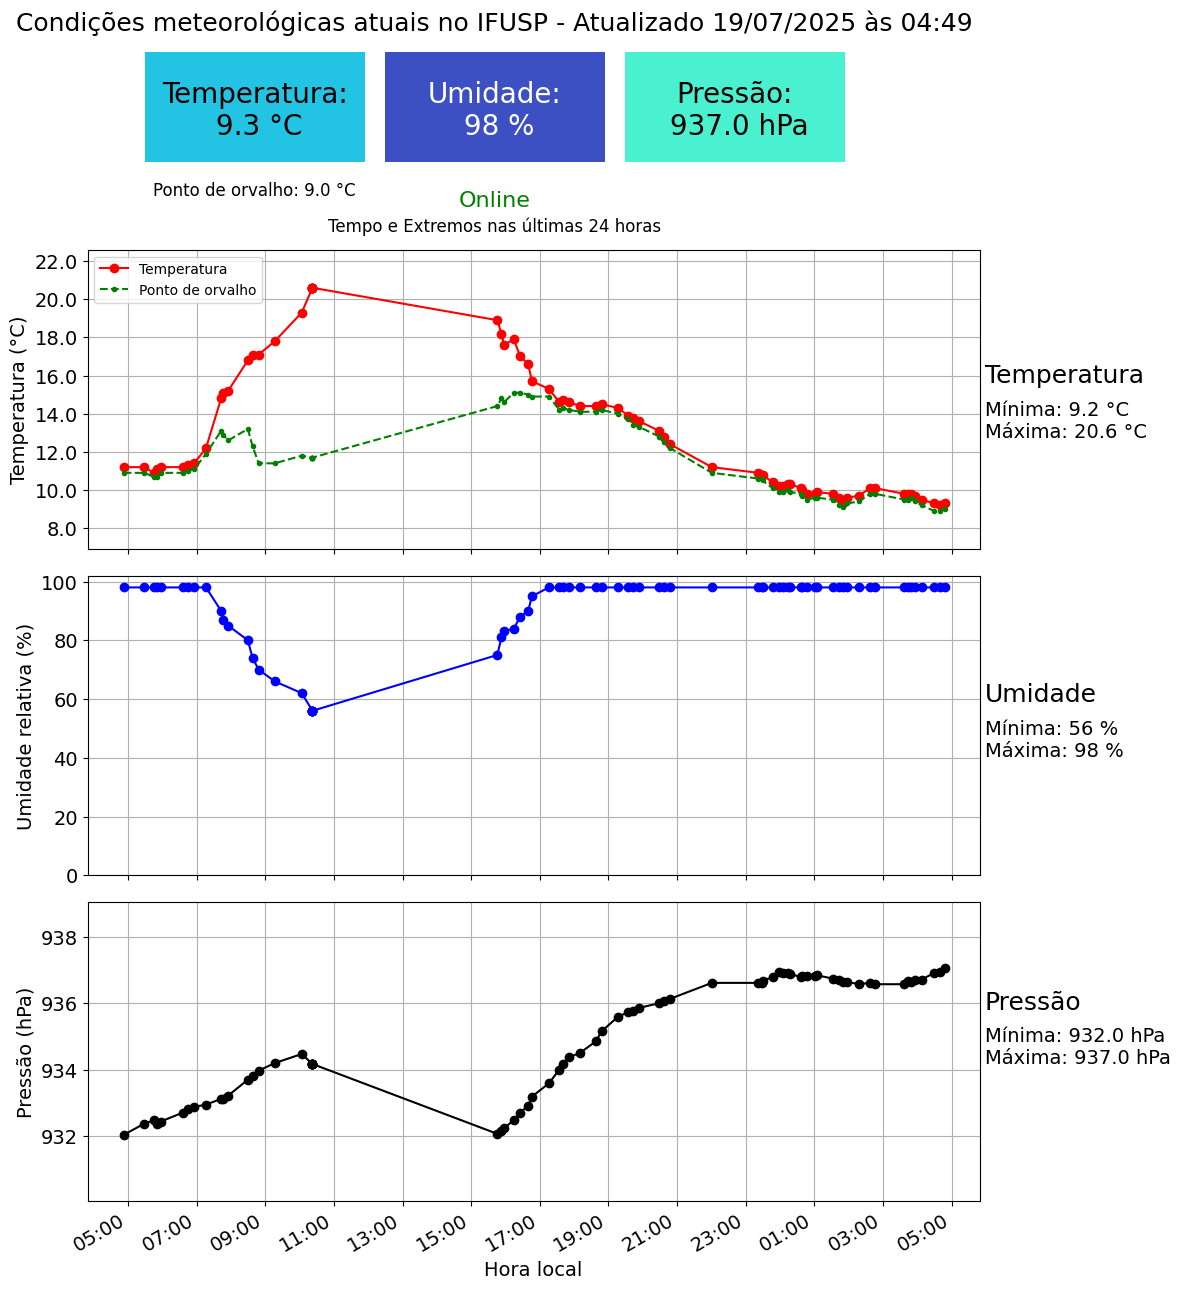 Condições meteorológicas atuais no IFUSP - Atualizado 19/07/2025 às 04:49
Temperatura:
9.3 °C
Umidade:
98 %
Pressão:
937.0 hPa
Ponto de orvalho: 9.0 °C
Online
Tempo e Extremos nas últimas 24 horas
Temperatura (°C)
22.0
20.0
18.0
16.0
14.0
12.0
10.0
8.0
Temperatura
Ponto de orvalho
Temperatura
Mínima: 9.2 °C
Máxima: 20.6 °C
Umidade relativa (%)
100
80
60
40
20
0
Umidade
Mínima: 56 %
Máxima: 98 %
Pressão (hPa)
938
936
934
932
Pressão
Mínima: 932.0 hPa
Máxima: 937.0 hPa
05:00 07:00 09:00 11:00 13:00 15:00 17:00 19:00 21:00 23:00 01:00 03:00 05:00
Hora local